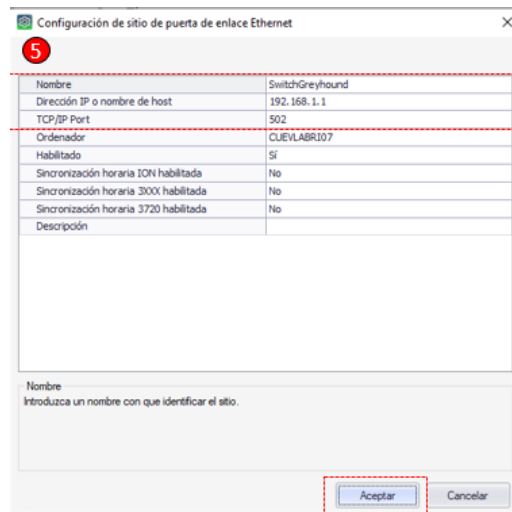 Configuración de sitio de puerta de enlace Ethernet
5
Nombre SwitchGreyhound
Dirección IP o nombre de host 192.168.1.1
TCP/IP Port 502
Ordenador CUEVLABRI07
Habilitado Sí
Sincronización horaria ION habilitada No
Sincronización horaria 3XXX habilitada No
Sincronización horaria 3720 habilitada No
Descripción
Nombre
Introduzca un nombre con que identificar el sitio.
Aceptar Cancelar